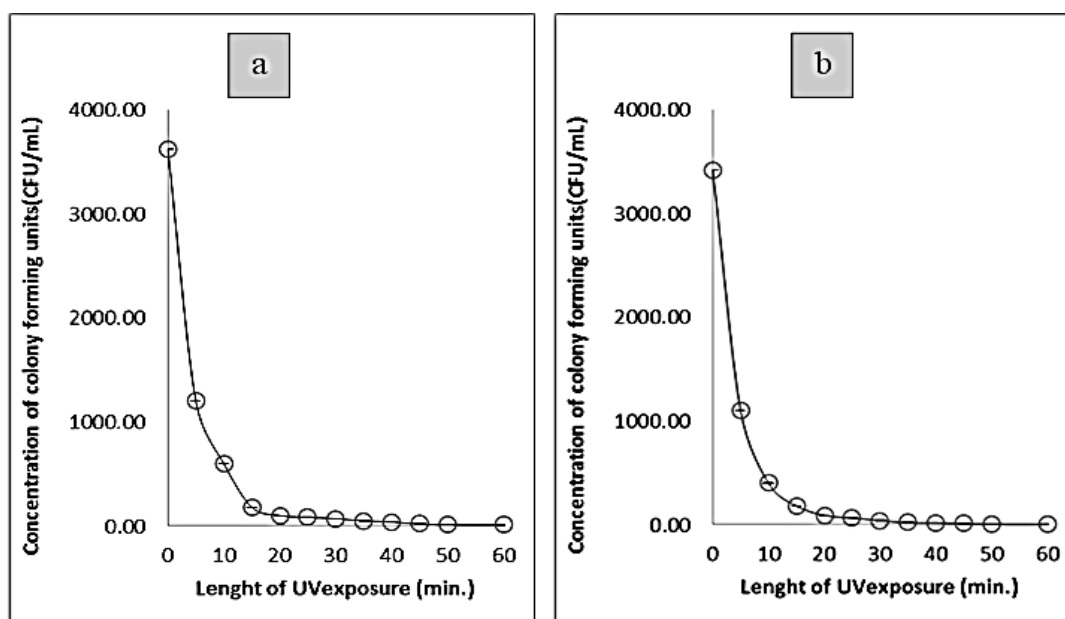 a
4000.00
3000.00
2000.00
1000.00
0.00
0 10 20 30 40 50 60
Lenght of UVexposure (min.)
Concentration of colony forming units(CFU/mL)
b
4000.00
3000.00
2000.00
1000.00
0.00
0 10 20 30 40 50 60
Lenght of UVexposure (min.)
Concentration of colony forming units(CFU/mL)